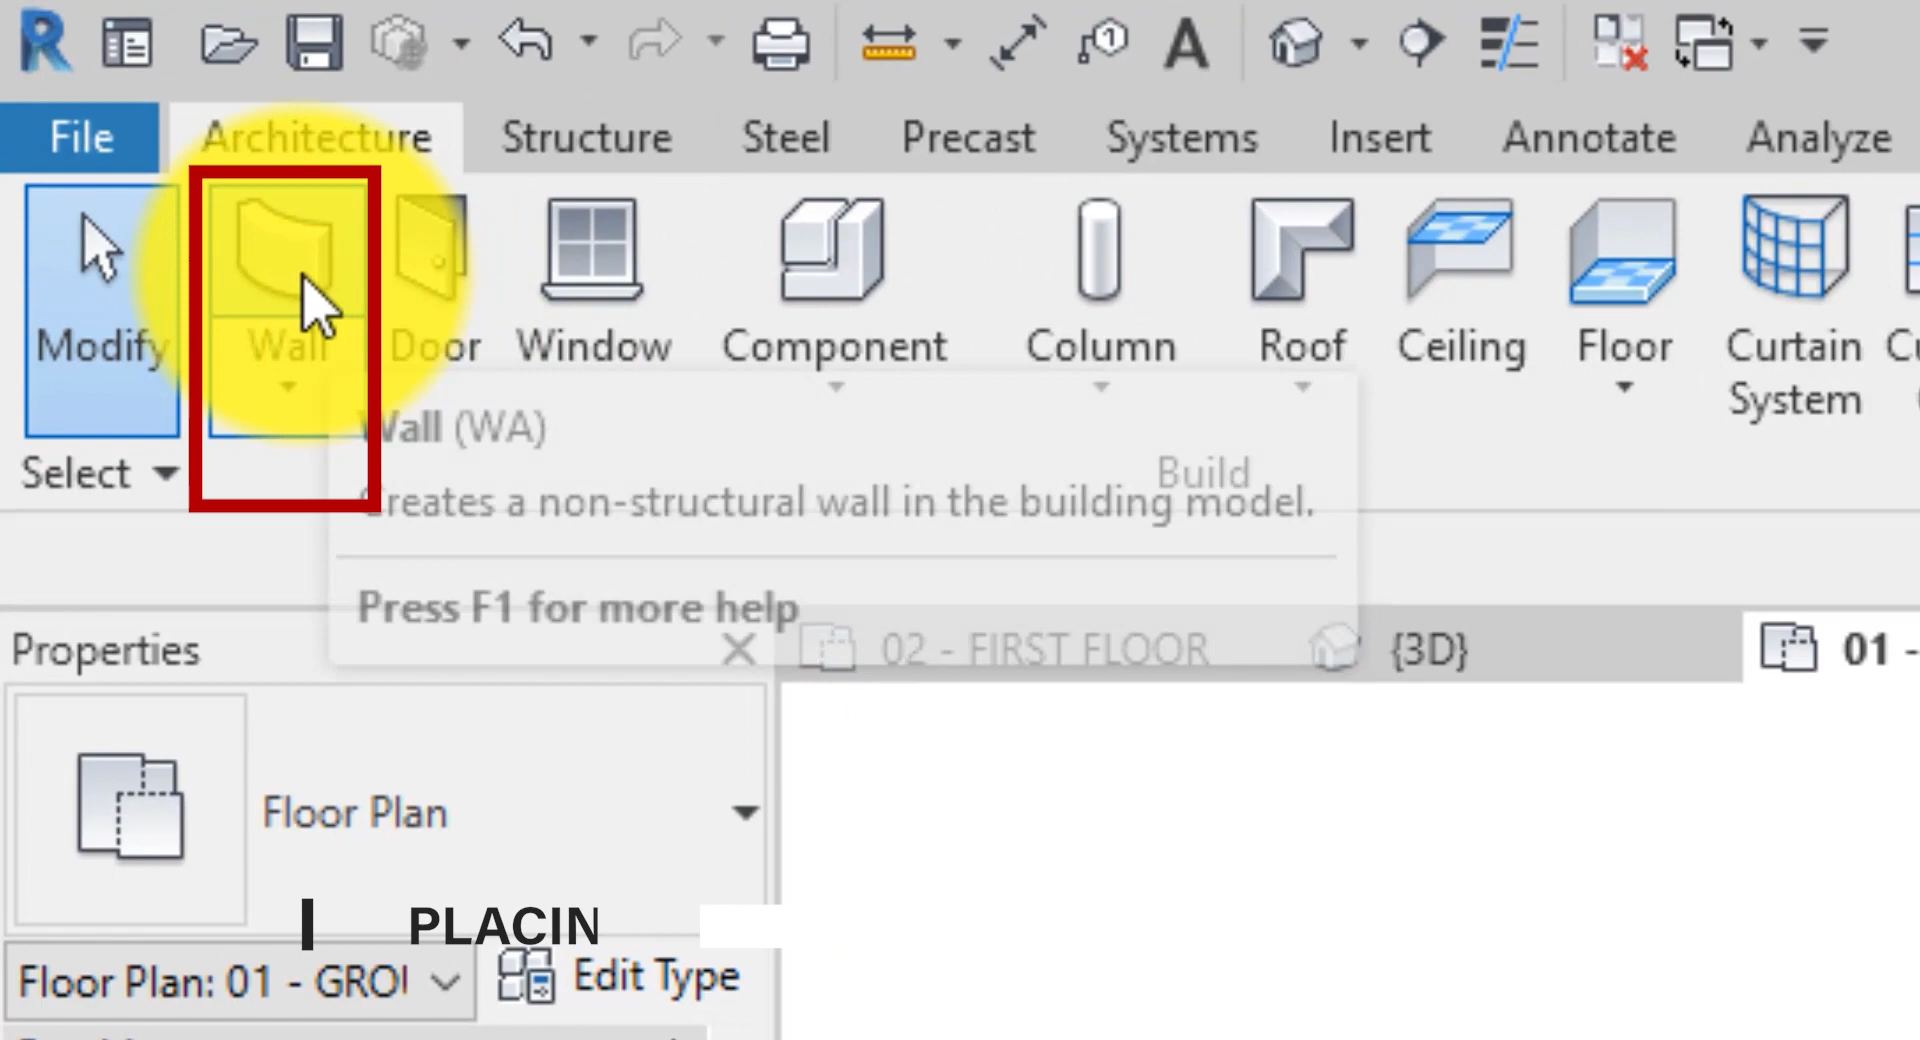 File Architecture Structure Steel Precast Systems Insert Annotate Analyze
Modify Wall Door Window Component Column Roof Ceiling Floor Curtain System
Select
Wall (WA)
Build
Creates a non-structural wall in the building model.
Press F1 for more help
Properties
02 - FIRST FLOOR
{3D}
01 -
Floor Plan
PLACIN
Floor Plan: 01 - GROU
Edit Type